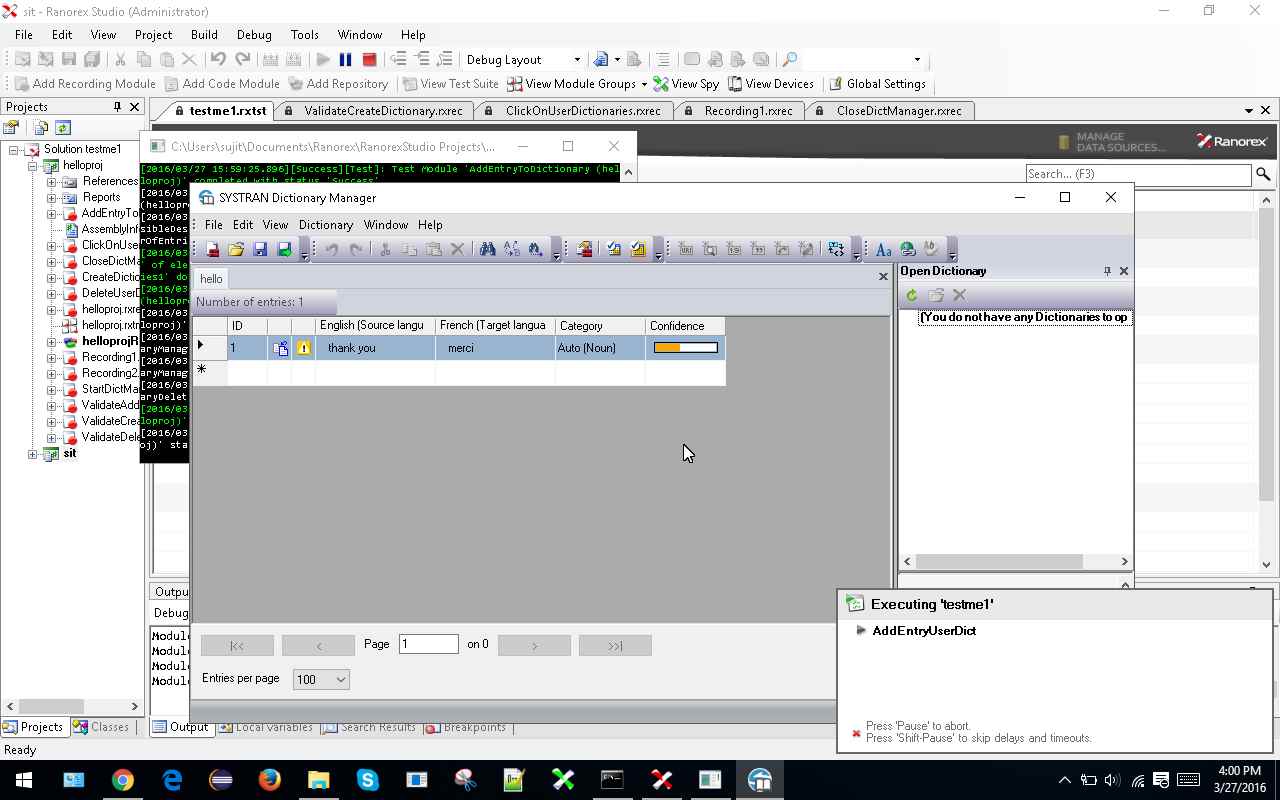 sit - Ranorex Studio (Administrator)
File Edit View Project Build Debug Tools Window Help
Debug Layout
Add Recording Module Add Code Module Add Repository View Test Suite View Module Groups View Spy View Devices Global Settings
Projects
testme1.rxtst ValidateCreateDictionary.rxrec ClickOnUserDictionaries.rxrec Recording1.rxrec CloseDictManager.rxrec
MANAGE
DATA SOURCES...
Ranorex
Search... (F3)
Solution testme1
helloproj
References
Reports
AddEntryTo
AssemblyInf
ClickOnUse
CloseDictMa
CreateDictio
DeleteUserD
helloproj.rxre
helloproj.rxtm
helloprojR
Recording1.
Recording2.
StartDictMa
ValidateAdd
ValidateCrea
ValidateDele
sit
C:\Users\sujit\Documents\Ranorex\RanorexStudio Projects\...
[2016/03/27 15:59:25.896][Success][Test]: Test Module 'AddEntryToDictionary (hel
loproj)' completed with status 'Success'
[2016/03
(hellopro
[2016/03
sibleDes
rofEntri
[2016/03
' of ele
ies1' do
[2016/03
(hellopro
[2016/03
loproj)'
[2016/03
aryManag
[2016/03
aryManag
[2016/03
aryDelet
[2016/03
loproj)'
[2016/03
oj)' sta
SYSTRAN Dictionary Manager
File Edit View Dictionary Window Help
hello
Number of entries: 1
ID English (Source langu French (Target langua Category Confidence
1 thank you merci Auto (Noun)
Open Dictionary
(You do not have any Dictionaries to op
|<< < Page 1 on 0 > >>|
Entries per page 100
Executing 'testme1'
AddEntryUserDict
Press 'Pause' to abort.
Press 'Shift-Pause' to skip delays and timeouts.
Outpu
Debug
Module
Module
Module
Module
Projects Classes Output Local Variables Search Results Breakpoints
Ready
4:00 PM
3/27/2016